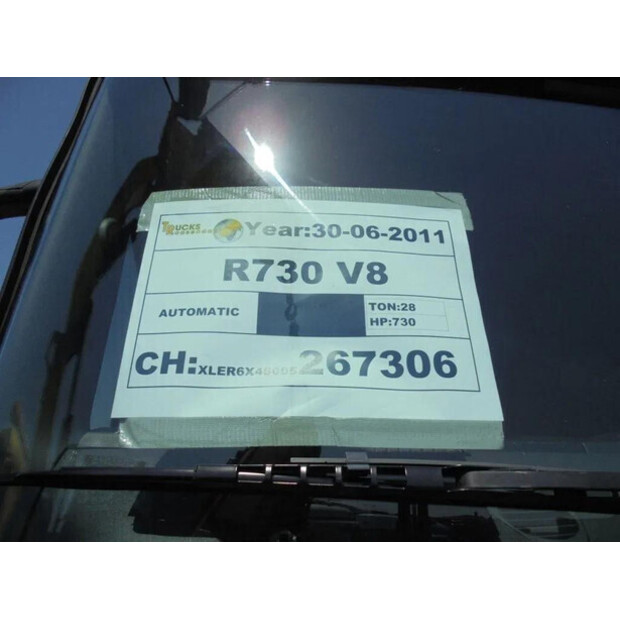 TRUCKS Year:30-06-2011
R730 V8
AUTOMATIC
TON:28
HP:730
CH:XLER6X4 267306